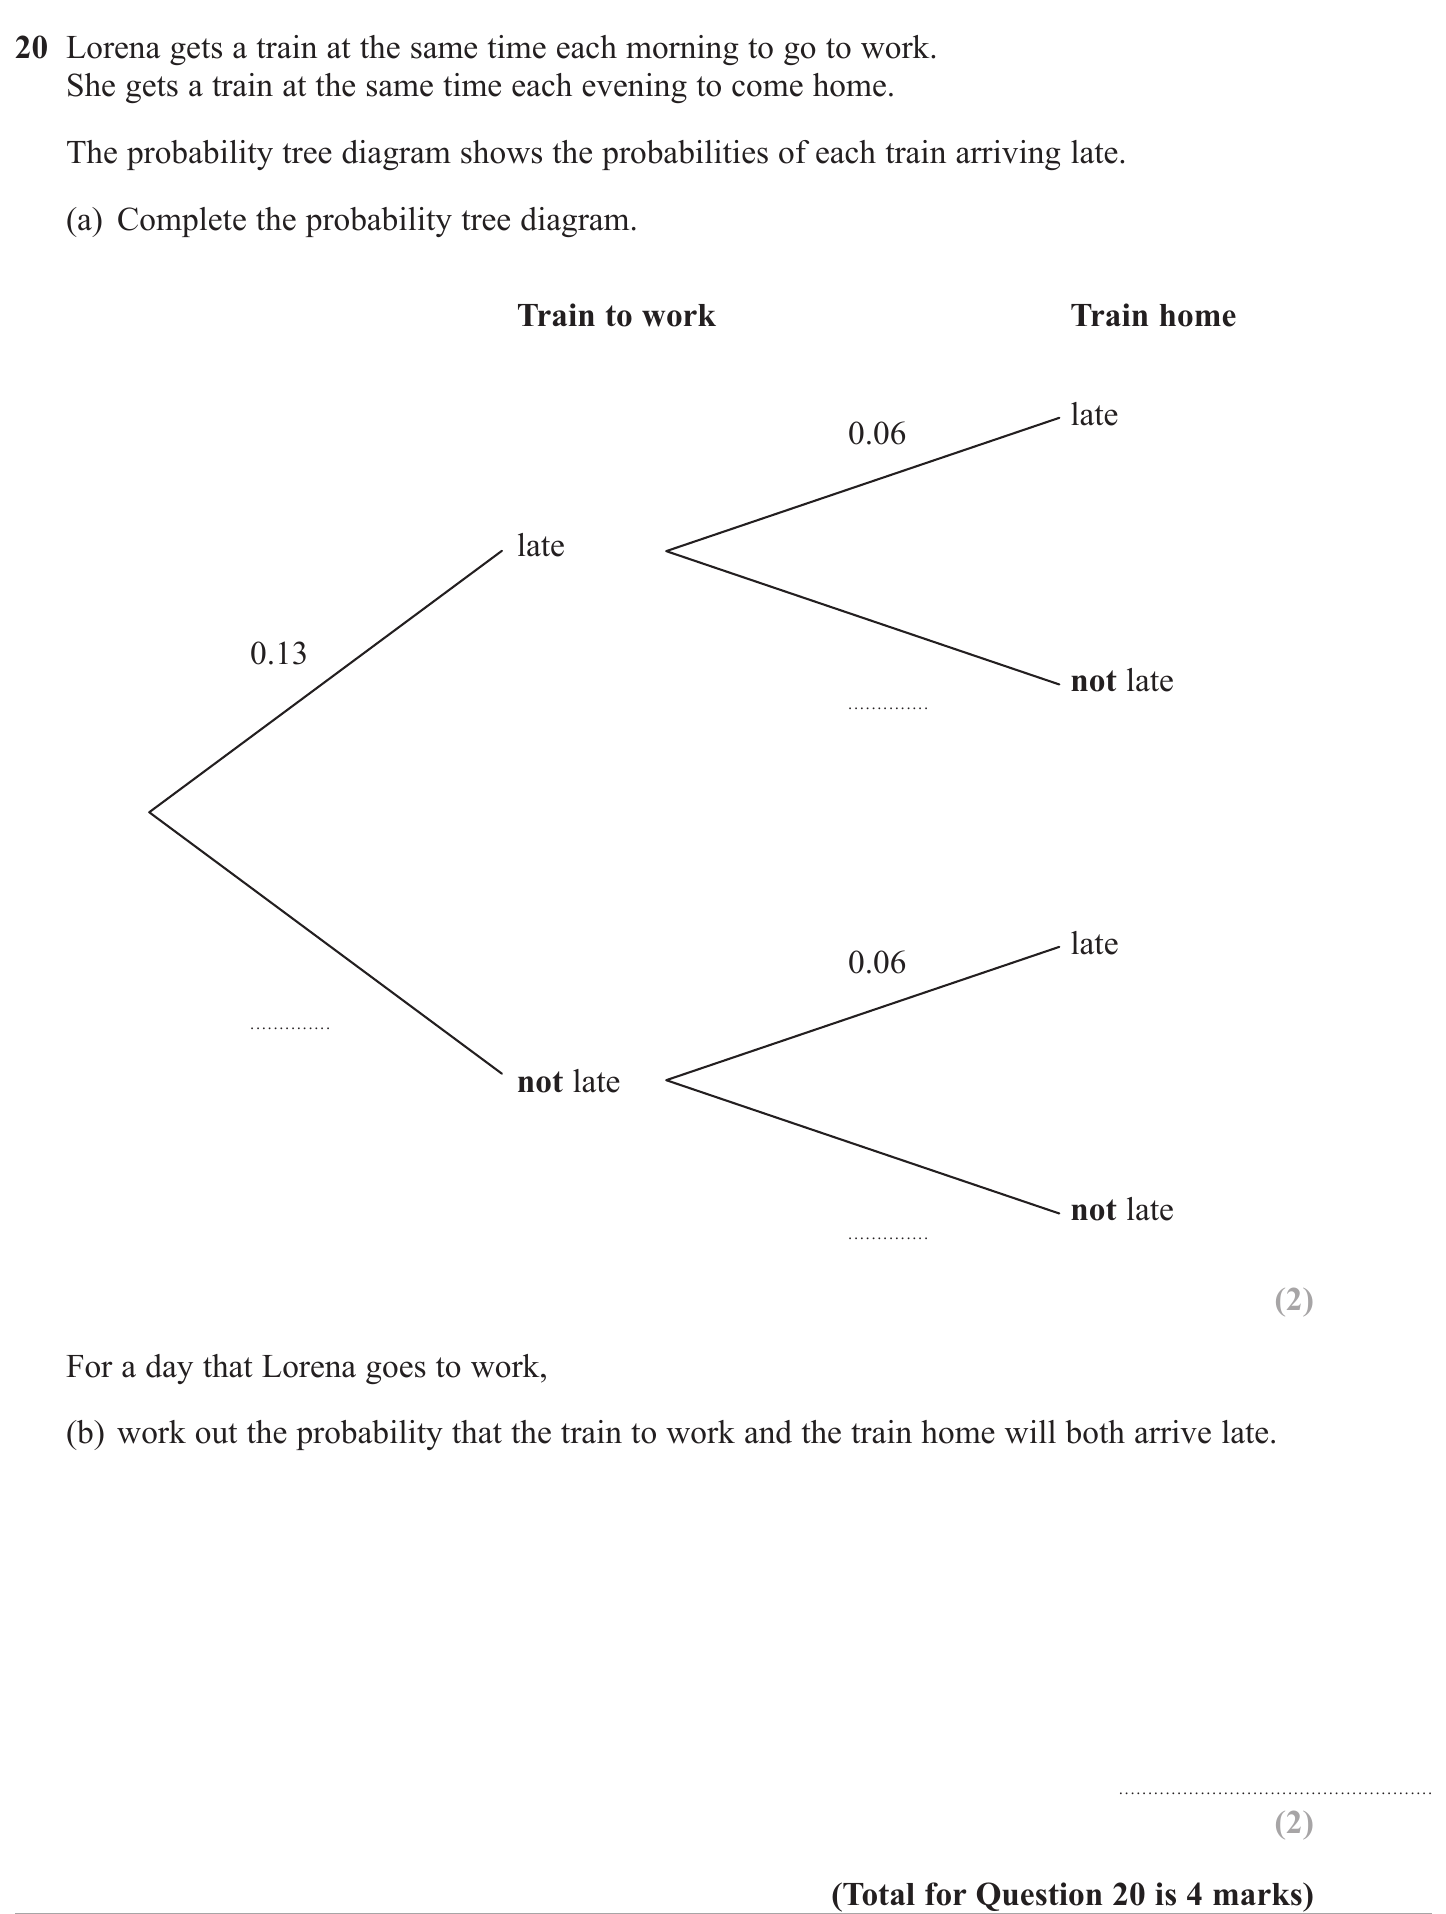 20 Lorena gets a train at the same time each morning to go to work.
She gets a train at the same time each evening to come home.
The probability tree diagram shows the probabilities of each train arriving late.
(a) Complete the probability tree diagram.
Train to work Train home
late
0.06
late
0.13
not late
..............
late
0.06
..............
not late
not late
..............
(2)
For a day that Lorena goes to work,
(b) work out the probability that the train to work and the train home will both arrive late.
......................................................
(2)
(Total for Question 20 is 4 marks)